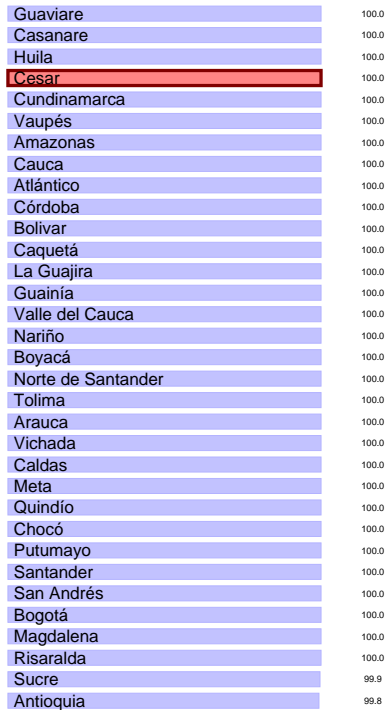 Guaviare 100.0
Casanare 100.0
Huila 100.0
Cesar 100.0
Cundinamarca 100.0
Vaupés 100.0
Amazonas 100.0
Cauca 100.0
Atlántico 100.0
Córdoba 100.0
Bolivar 100.0
Caquetá 100.0
La Guajira 100.0
Guainía 100.0
Valle del Cauca 100.0
Nariño 100.0
Boyacá 100.0
Norte de Santander 100.0
Tolima 100.0
Arauca 100.0
Vichada 100.0
Caldas 100.0
Meta 100.0
Quindío 100.0
Chocó 100.0
Putumayo 100.0
Santander 100.0
San Andrés 100.0
Bogotá 100.0
Magdalena 100.0
Risaralda 100.0
Sucre 99.9
Antioquia 99.8